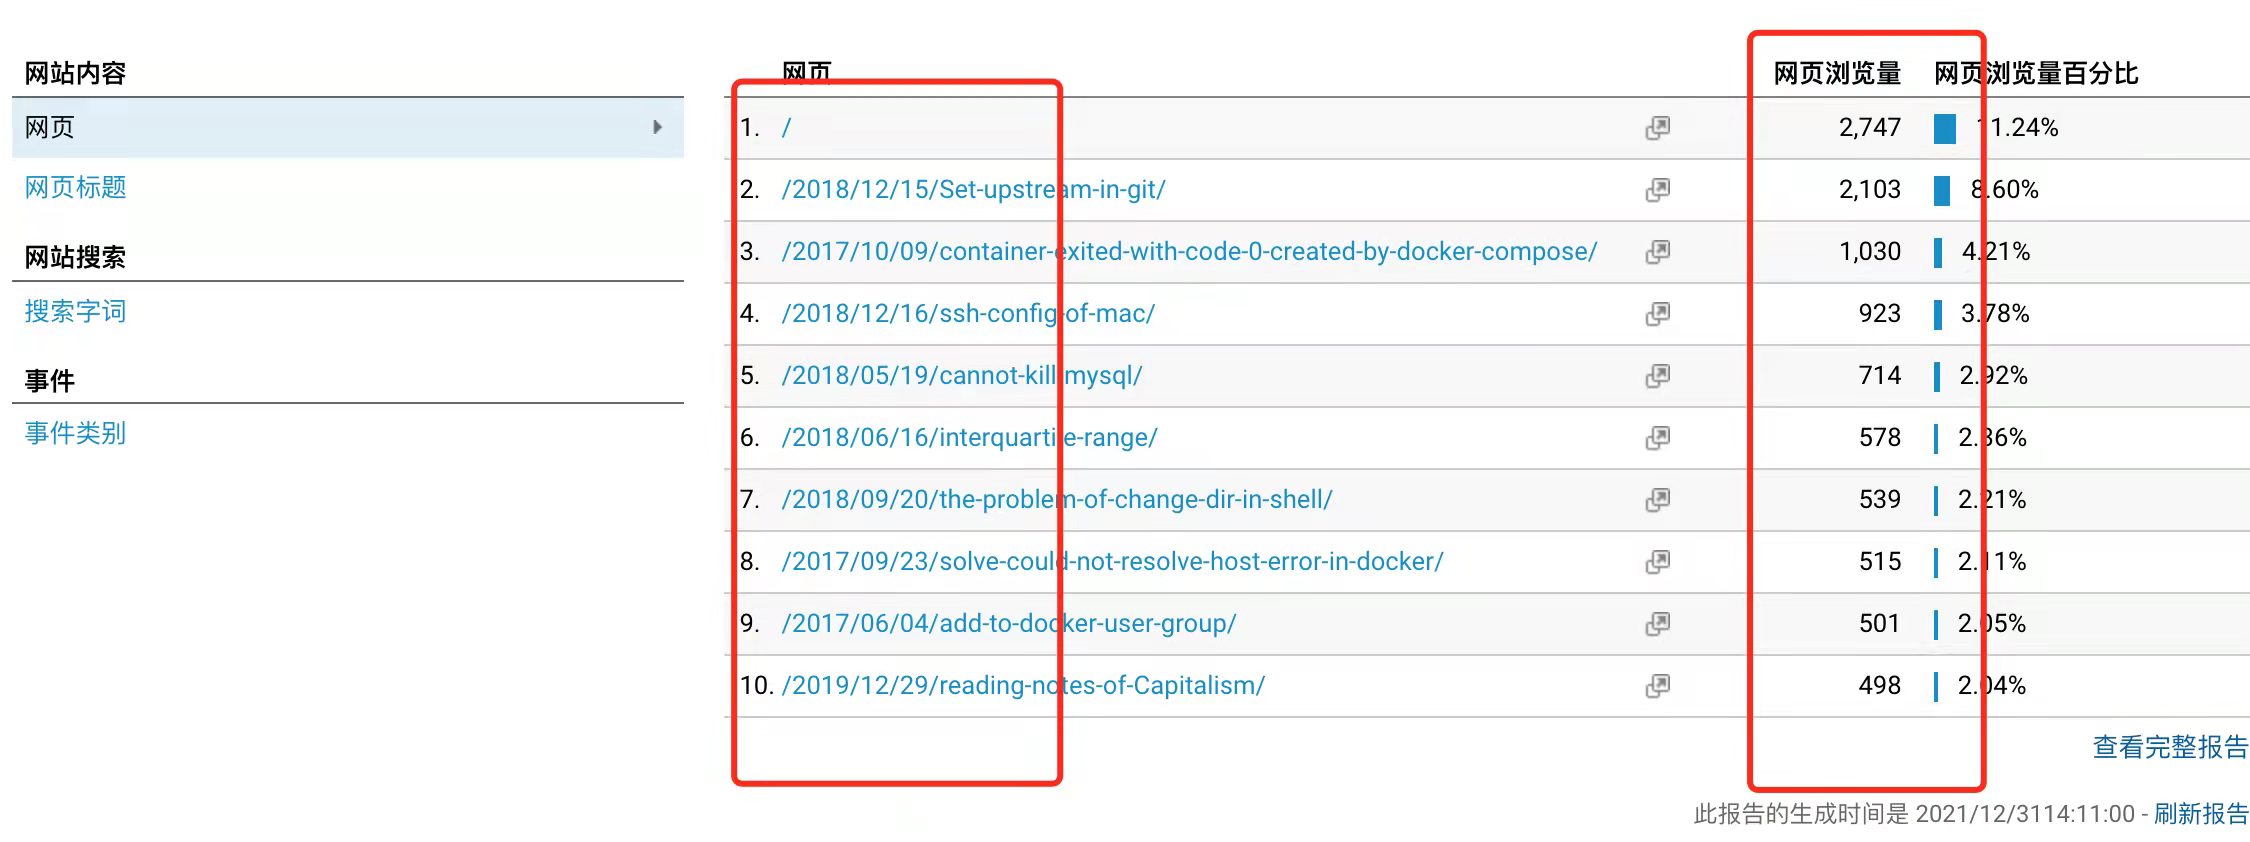 网站内容
网页
网页标题
网站搜索
搜索字词
事件
事件类别
网页 网页浏览量 网页浏览量百分比
1. / 2,747 11.24%
2. /2018/12/15/Set-upstream-in-git/ 2,103 8.60%
3. /2017/10/09/container-exited-with-code-0-created-by-docker-compose/ 1,030 4.21%
4. /2018/12/16/ssh-config-of-mac/ 923 3.78%
5. /2018/05/19/cannot-kill-mysql/ 714 2.92%
6. /2018/06/16/interquartile-range/ 578 2.36%
7. /2018/09/20/the-problem-of-change-dir-in-shell/ 539 2.21%
8. /2017/09/23/solve-could-not-resolve-host-error-in-docker/ 515 2.11%
9. /2017/06/04/add-to-docker-user-group/ 501 2.05%
10. /2019/12/29/reading-notes-of-Capitalism/ 498 2.04%
查看完整报告
此报告的生成时间是 2021/12/3114:11:00 - 刷新报告